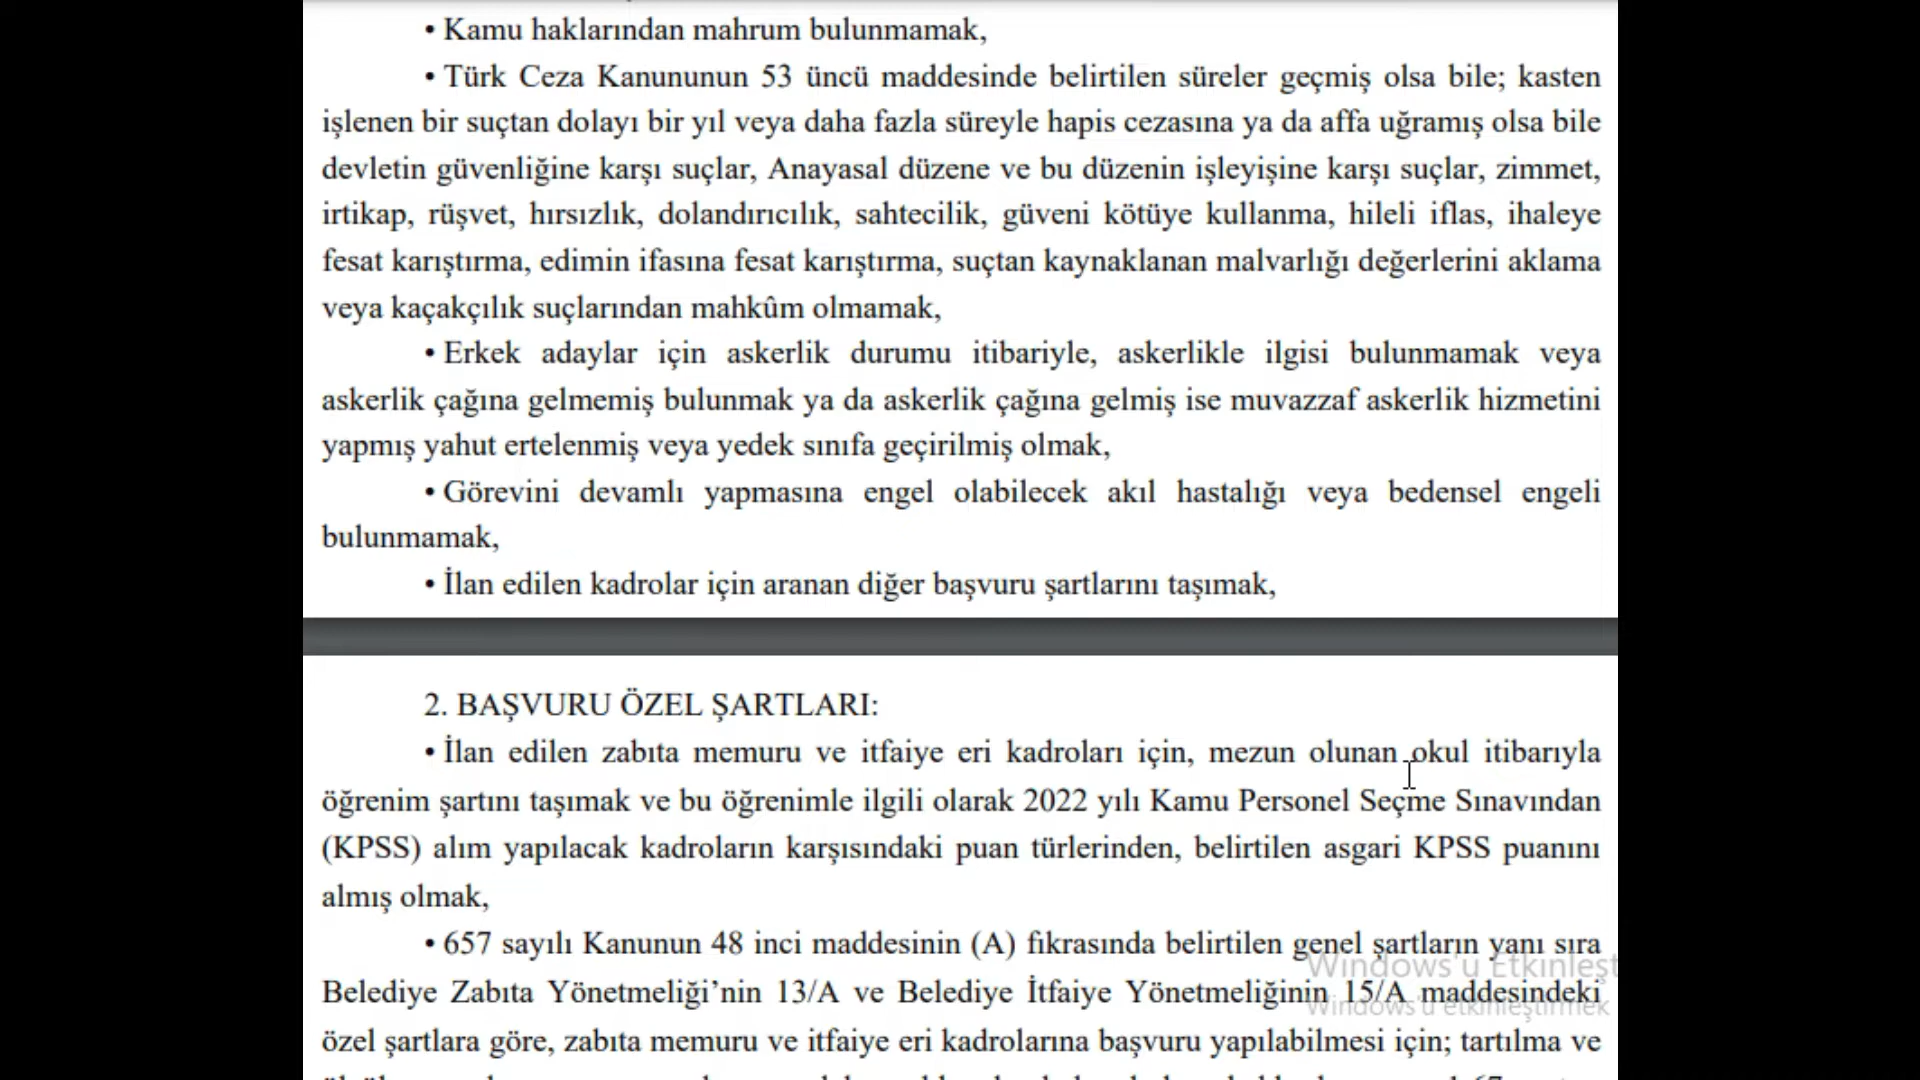 • Kamu haklarından mahrum bulunmamak,
• Türk Ceza Kanununun 53 üncü maddesinde belirtilen süreler geçmiş olsa bile; kasten
işlenen bir suçtan dolayı bir yıl veya daha fazla süreyle hapis cezasına ya da affa uğramış olsa bile
devletin güvenliğine karşı suçlar, Anayasal düzene ve bu düzenin işleyişine karşı suçlar, zimmet,
irtikap, rüşvet, hırsızlık, dolandırıcılık, sahtecilik, güveni kötüye kullanma, hileli iflas, ihaleye
fesat karıştırma, edimin ifasına fesat karıştırma, suçtan kaynaklanan malvarlığı değerlerini aklama
veya kaçakçılık suçlarından mahkûm olmamak,
• Erkek adaylar için askerlik durumu itibariyle, askerlikle ilgisi bulunmamak veya
askerlik çağına gelmemiş bulunmak ya da askerlik çağına gelmiş ise muvazzaf askerlik hizmetini
yapmış yahut ertelenmiş veya yedek sınıfa geçirilmiş olmak,
• Görevini devamlı yapmasına engel olabilecek akıl hastalığı veya bedensel engeli
bulunmamak,
• İlan edilen kadrolar için aranan diğer başvuru şartlarını taşımak,
2. BAŞVURU ÖZEL ŞARTLARI:
• İlan edilen zabıta memuru ve itfaiye eri kadroları için, mezun olunan okul itibarıyla
öğrenim şartını taşımak ve bu öğrenimle ilgili olarak 2022 yılı Kamu Personel Seçme Sınavından
(KPSS) alım yapılacak kadroların karşısındaki puan türlerinden, belirtilen asgari KPSS puanını
almış olmak,
• 657 sayılı Kanunun 48 inci maddesinin (A) fıkrasında belirtilen genel şartların yanı sıra
Windows'u Etkinleşt
Belediye Zabıta Yönetmeliği’nin 13/A ve Belediye İtfaiye Yönetmeliğinin 15/A maddesindeki
Windows'u etkinleştirmek
özel şartlara göre, zabıta memuru ve itfaiye eri kadrolarına başvuru yapılabilmesi için; tartılma ve